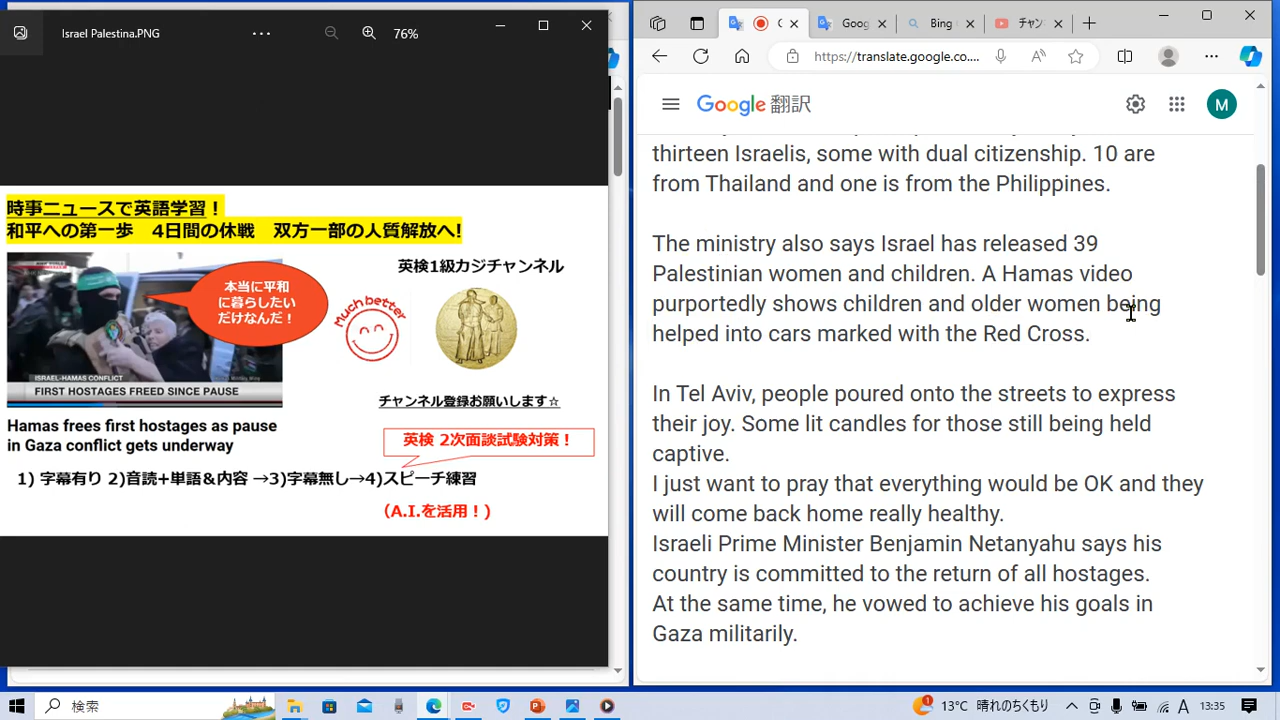 Israel Palestina.PNG
76%
時事ニュースで英語学習！
和平への第一歩　4日間の休戦　双方一部の人質解放へ!
英検1級カジチャンネル
本当に平和
に暮らしたい
だけなんだ！
Much better
ISRAEL-HAMAS CONFLICT
FIRST HOSTAGES FREED SINCE PAUSE
チャンネル登録お願いします☆
Hamas frees first hostages as pause
in Gaza conflict gets underway
英検 2次面談試験対策！
1) 字幕有り 2)音読+単語＆内容 →3)字幕無し→4)スピーチ練習
（A.I.を活用！）
Goog
Bing
チャン
https://translate.google.co....
Google 翻訳
M
thirteen Israelis, some with dual citizenship. 10 are
from Thailand and one is from the Philippines.
The ministry also says Israel has released 39
Palestinian women and children. A Hamas video
purportedly shows children and older women being
helped into cars marked with the Red Cross.
In Tel Aviv, people poured onto the streets to express
their joy. Some lit candles for those still being held
captive.
I just want to pray that everything would be OK and they
will come back home really healthy.
Israeli Prime Minister Benjamin Netanyahu says his
country is committed to the return of all hostages.
At the same time, he vowed to achieve his goals in
Gaza militarily.
検索
13°C 晴れのちくもり
A
13:35